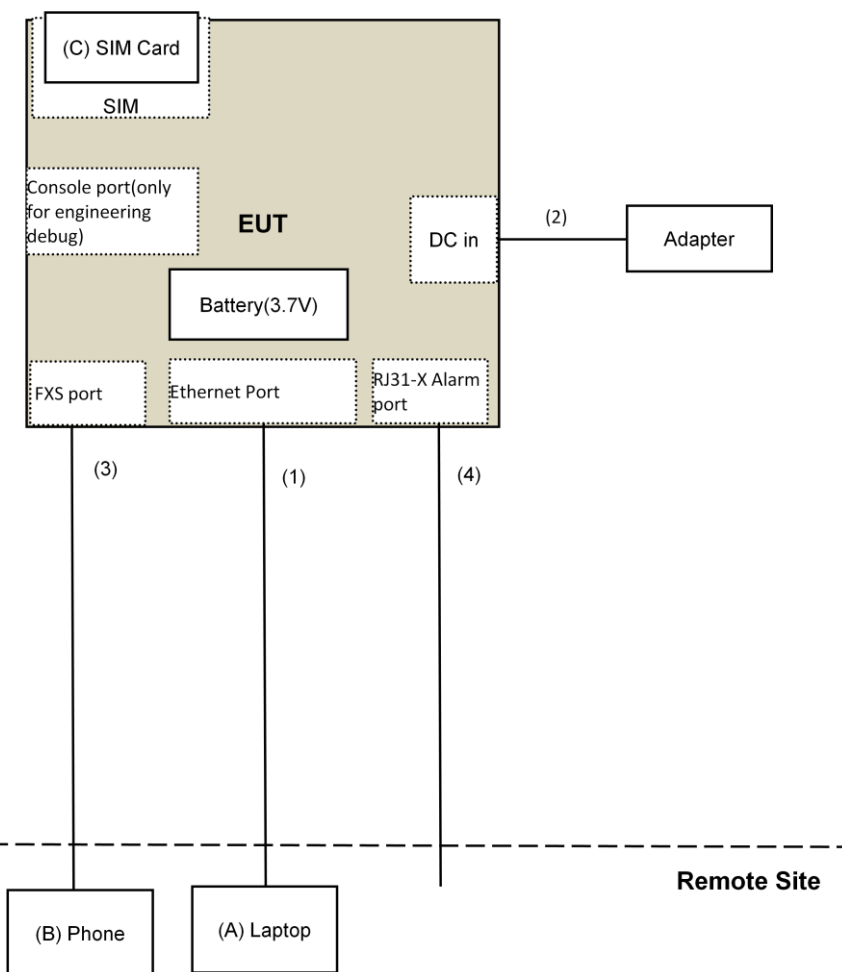 (C) SIM Card
SIM
Console port(only
for engineering
debug)
EUT
DC in
(2)
Adapter
Battery(3.7V)
FXS port
Ethernet Port
RJ31-X Alarm
port
(3)
(1)
(4)
Remote Site
(B) Phone
(A) Laptop